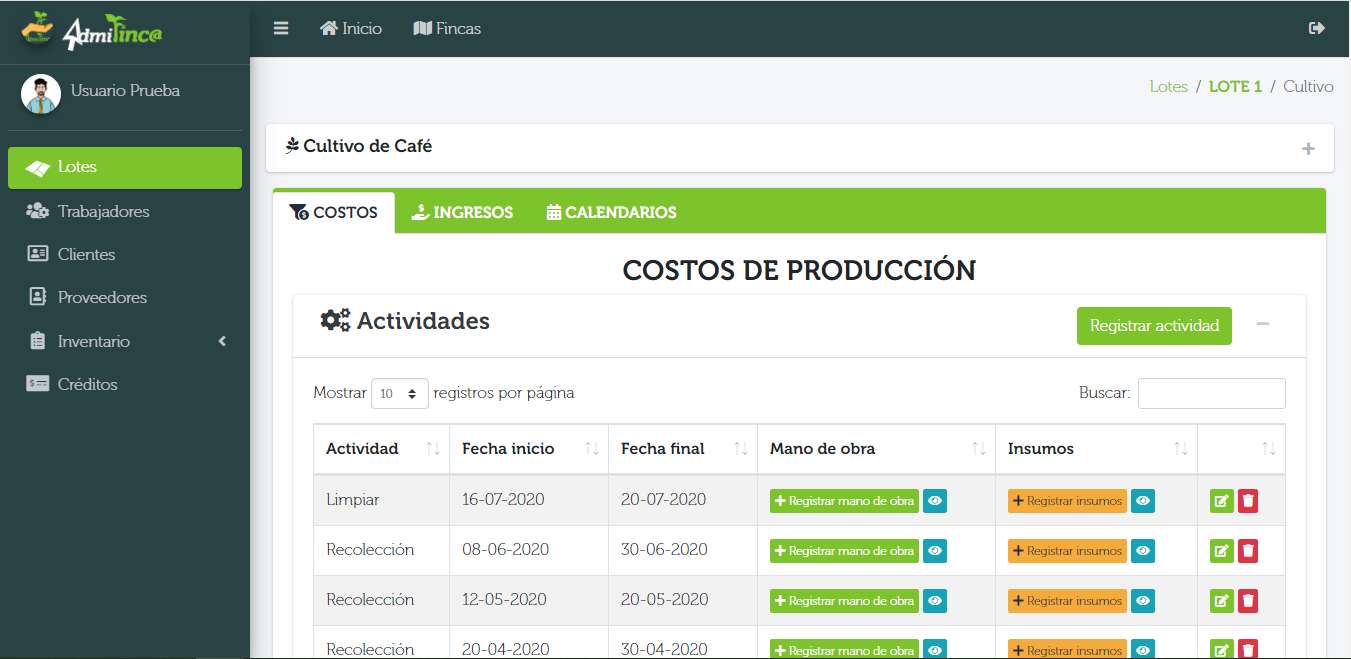 Admifinc@
Inicio
Fincas
Usuario Prueba
Lotes / LOTE 1 / Cultivo
Lotes
Trabajadores
Clientes
Proveedores
Inventario
Créditos
Cultivo de Café
COSTOS INGRESOS CALENDARIOS
COSTOS DE PRODUCCIÓN
Actividades
Registrar actividad
Mostrar 10 registros por página
Buscar:
Actividad Fecha inicio Fecha final Mano de obra Insumos
Limpiar 16-07-2020 20-07-2020 + Registrar mano de obra + Registrar insumos
Recolección 08-06-2020 30-06-2020 + Registrar mano de obra + Registrar insumos
Recolección 12-05-2020 20-05-2020 + Registrar mano de obra + Registrar insumos
Recolección 20-04-2020 30-04-2020 + Registrar mano de obra + Registrar insumos